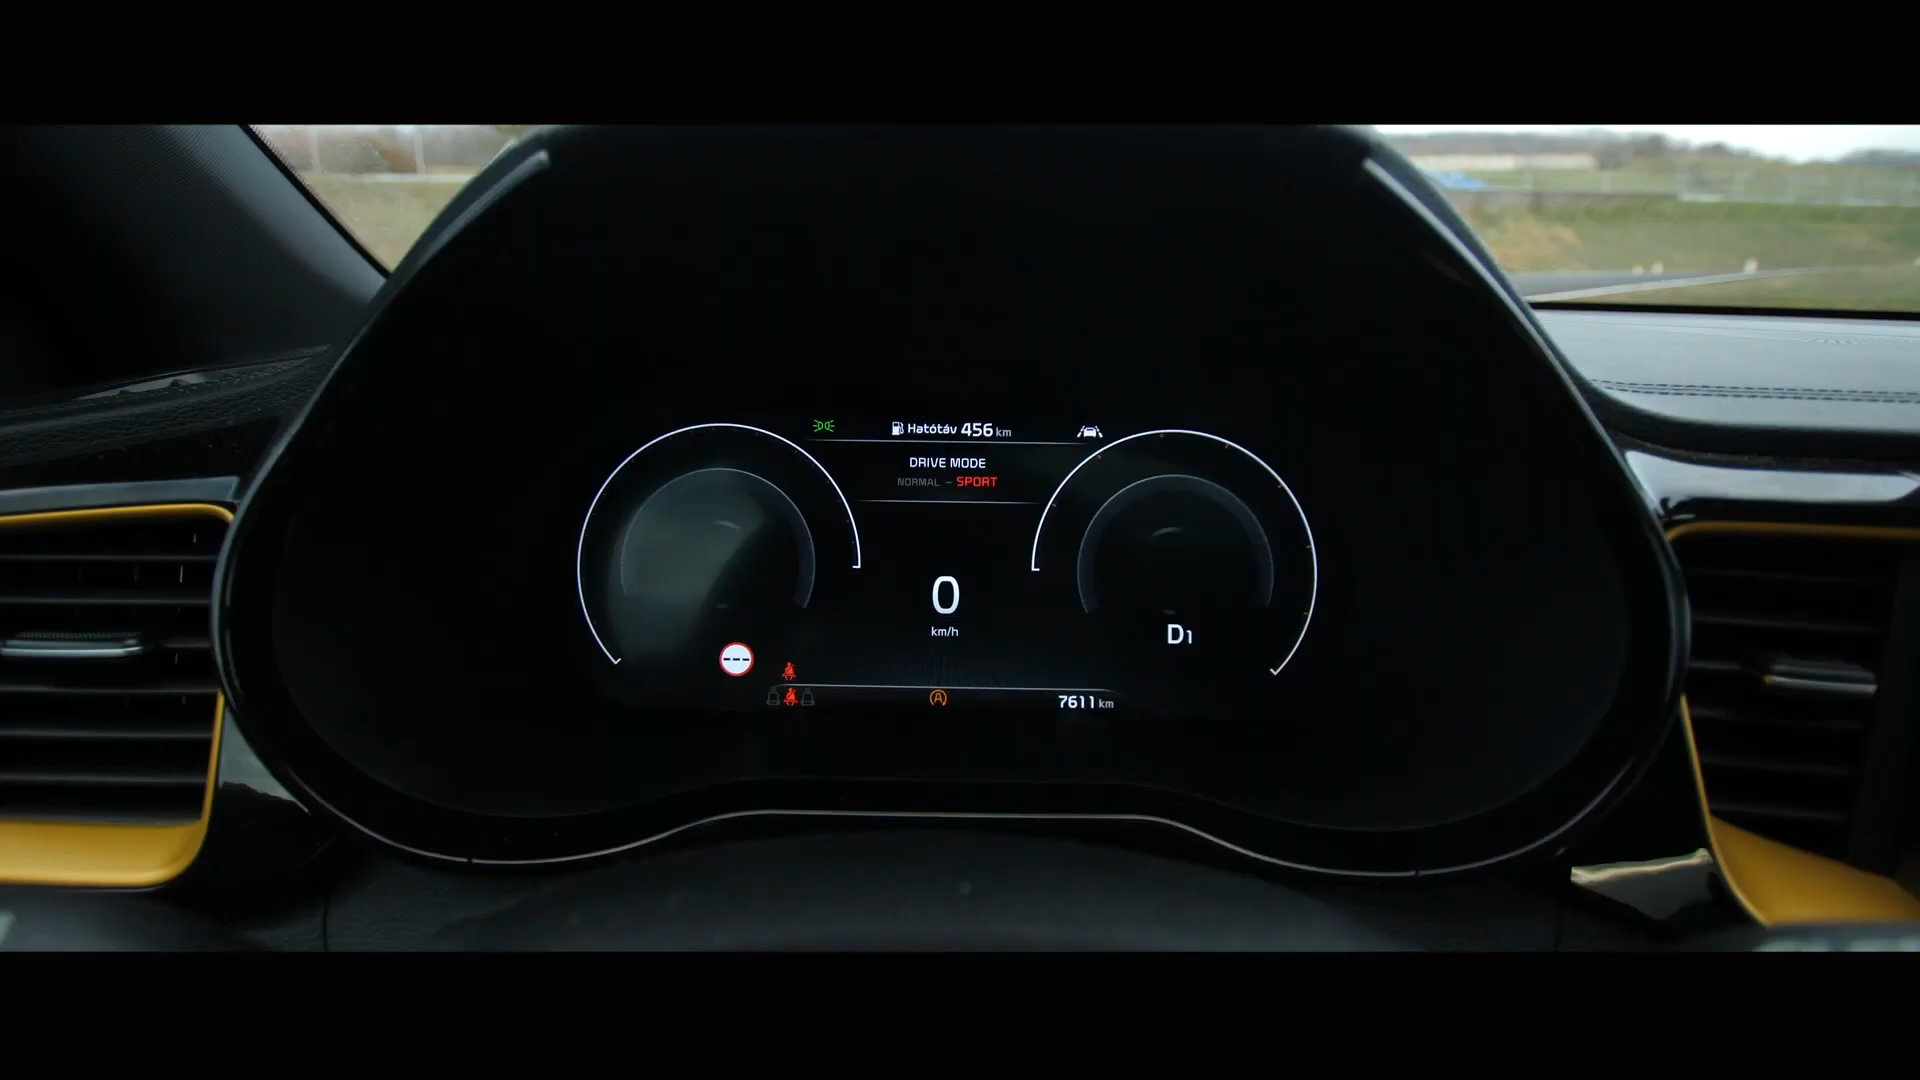 Hatótáv 456 km
DRIVE MODE
NORMAL – SPORT
0
km/h
D1
---
A
7611 km